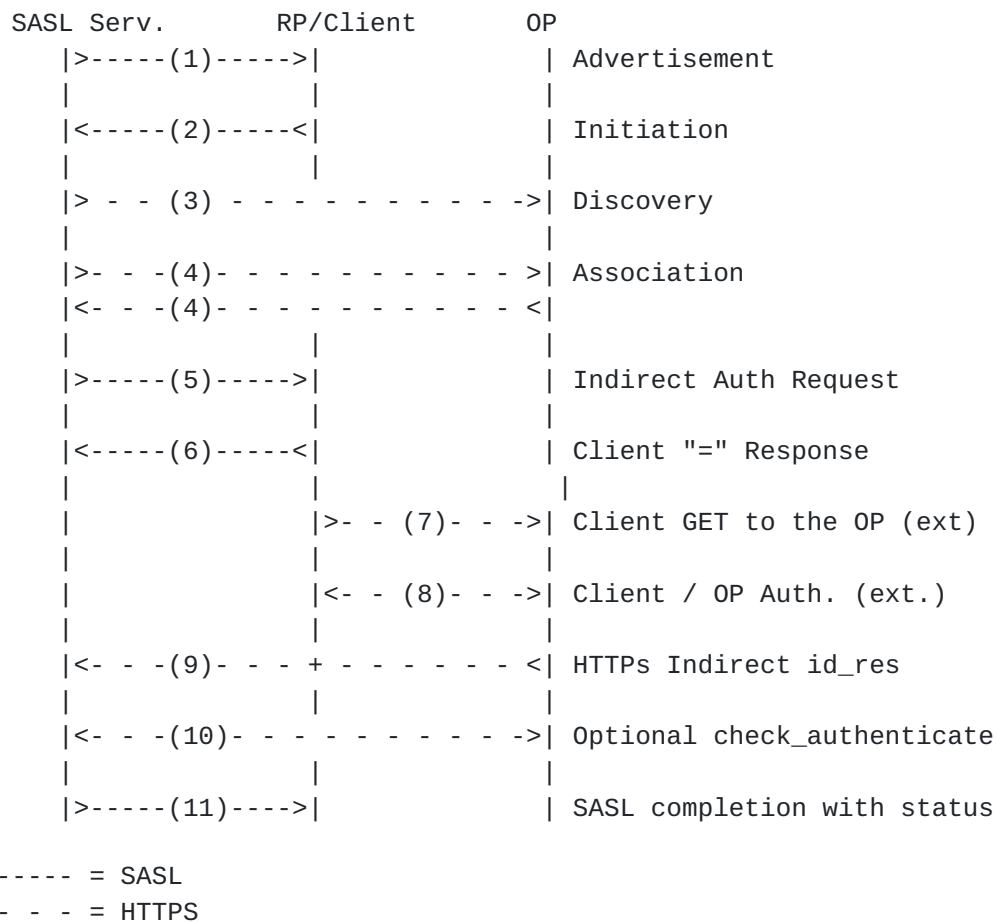 SASL Serv.       RP/Client       OP
    |>-----(1)----->|               | Advertisement
    |               |               |
    |<-----(2)-----<|               | Initiation
    |               |               |
    |> - - (3) - - - - - - - - - ->| Discovery
    |                               |
    |>- - -(4)- - - - - - - - - - >| Association
    |<- - -(4)- - - - - - - - - - <|
    |               |               |
    |>-----(5)----->|               | Indirect Auth Request
    |               |               |
    |<-----(6)-----<|               | Client "=" Response
    |               |                |
    |               |>- - (7)- - ->| Client GET to the OP (ext)
    |               |               |
    |               |<- - (8)- - ->| Client / OP Auth. (ext.)
    |               |               |
    |<- - -(9)- - - + - - - - - - <| HTTPs Indirect id_res
    |               |               |
    |<- - -(10)- - - - - - - - - ->| Optional check_authenticate
    |               |               |
    |>-----(11)---->|               | SASL completion with status
----- = SASL
- - - = HTTPS